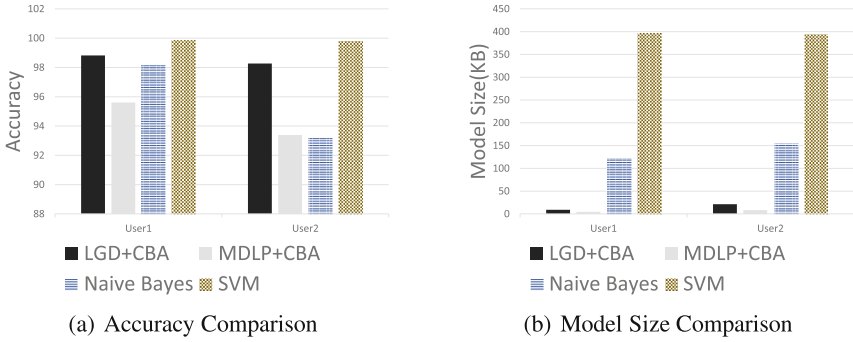 102
100
98
96
94
92
90
88
Accuracy
User1
User2
LGD+CBA
MDLP+CBA
Naive Bayes
SVM
(a) Accuracy Comparison
450
400
350
300
250
200
150
100
50
0
Model Size(KB)
User1
User2
LGD+CBA
MDLP+CBA
Naive Bayes
SVM
(b) Model Size Comparison